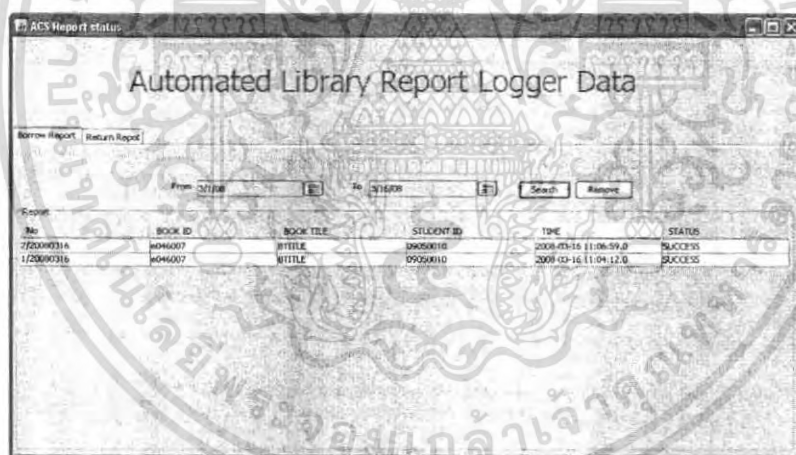 ACS Report status
Automated Library Report Logger Data
Borrow Report Return Repot
From 3/1/08 To 3/16/08 Search Remove
Report
No BOOK ID BOOK TILE STUDENT ID TIME STATUS
2/20080316 e046007 BTITLE 09050010 2008-03-16 11:06:59.0 SUCCESS
1/20080316 e046007 BTITLE 09050010 2008-03-16 11:04:12.0 SUCCESS